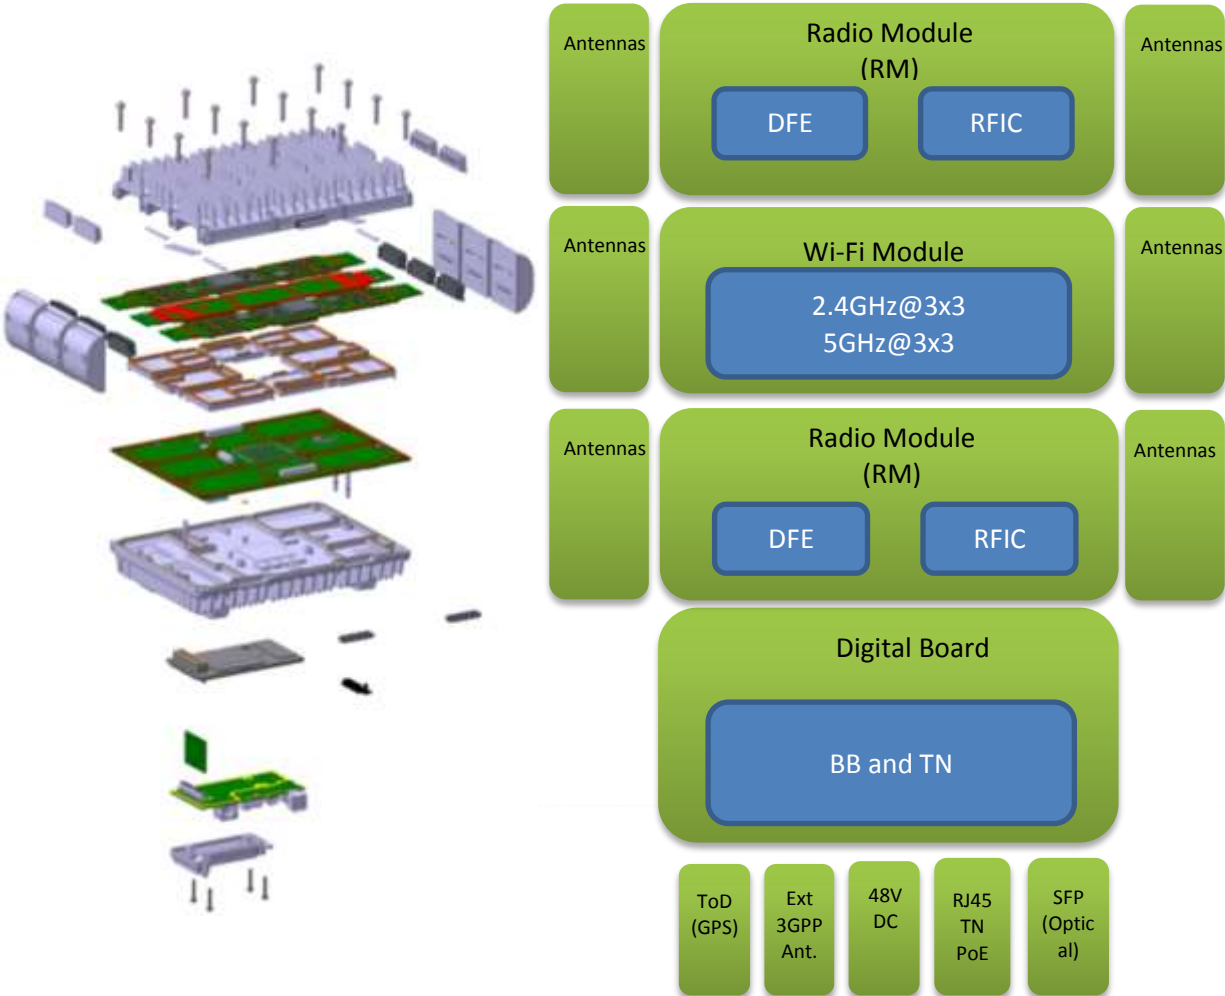 Antennas
Radio Module
(RM)
DFE
RFIC
Antennas
Antennas
Wi-Fi Module
2.4GHz@3x3
5GHz@3x3
Antennas
Antennas
Radio Module
(RM)
DFE
RFIC
Antennas
Digital Board
BB and TN
ToD
(GPS)
Ext
3GPP
Ant.
48V
DC
RJ45
TN
PoE
SFP
(Optic
al)